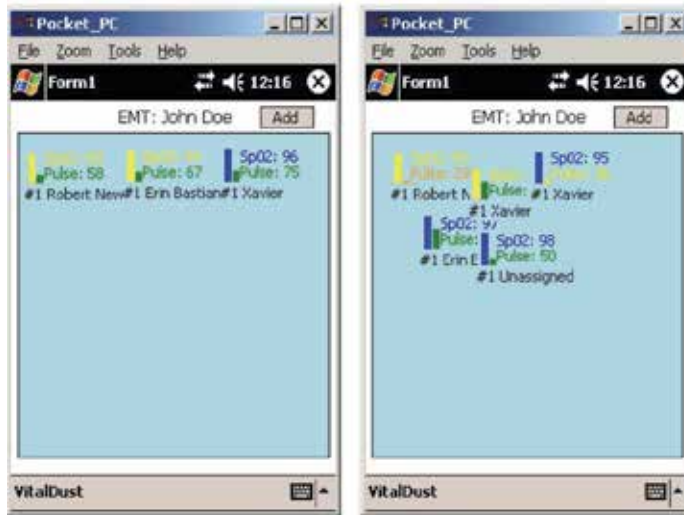 Pocket_PC
File Zoom Tools Help
Form1 12:16
EMT: John Doe Add
Sp02: Sp02: Sp02: 96
Pulse: 58 Pulse: 67 Pulse: 75
#1 Robert New #1 Erin Bastian #1 Xavier
VitalDust
Pocket_PC
File Zoom Tools Help
Form1 12:16
EMT: John Doe Add
Sp02: 95
#1 Robert N #1 Xavier
Pulse:
#1 Xavier
Sp02: 97
Pulse: Sp02: 98
#1 Erin Pulse: 50
#1 Unassigned
VitalDust